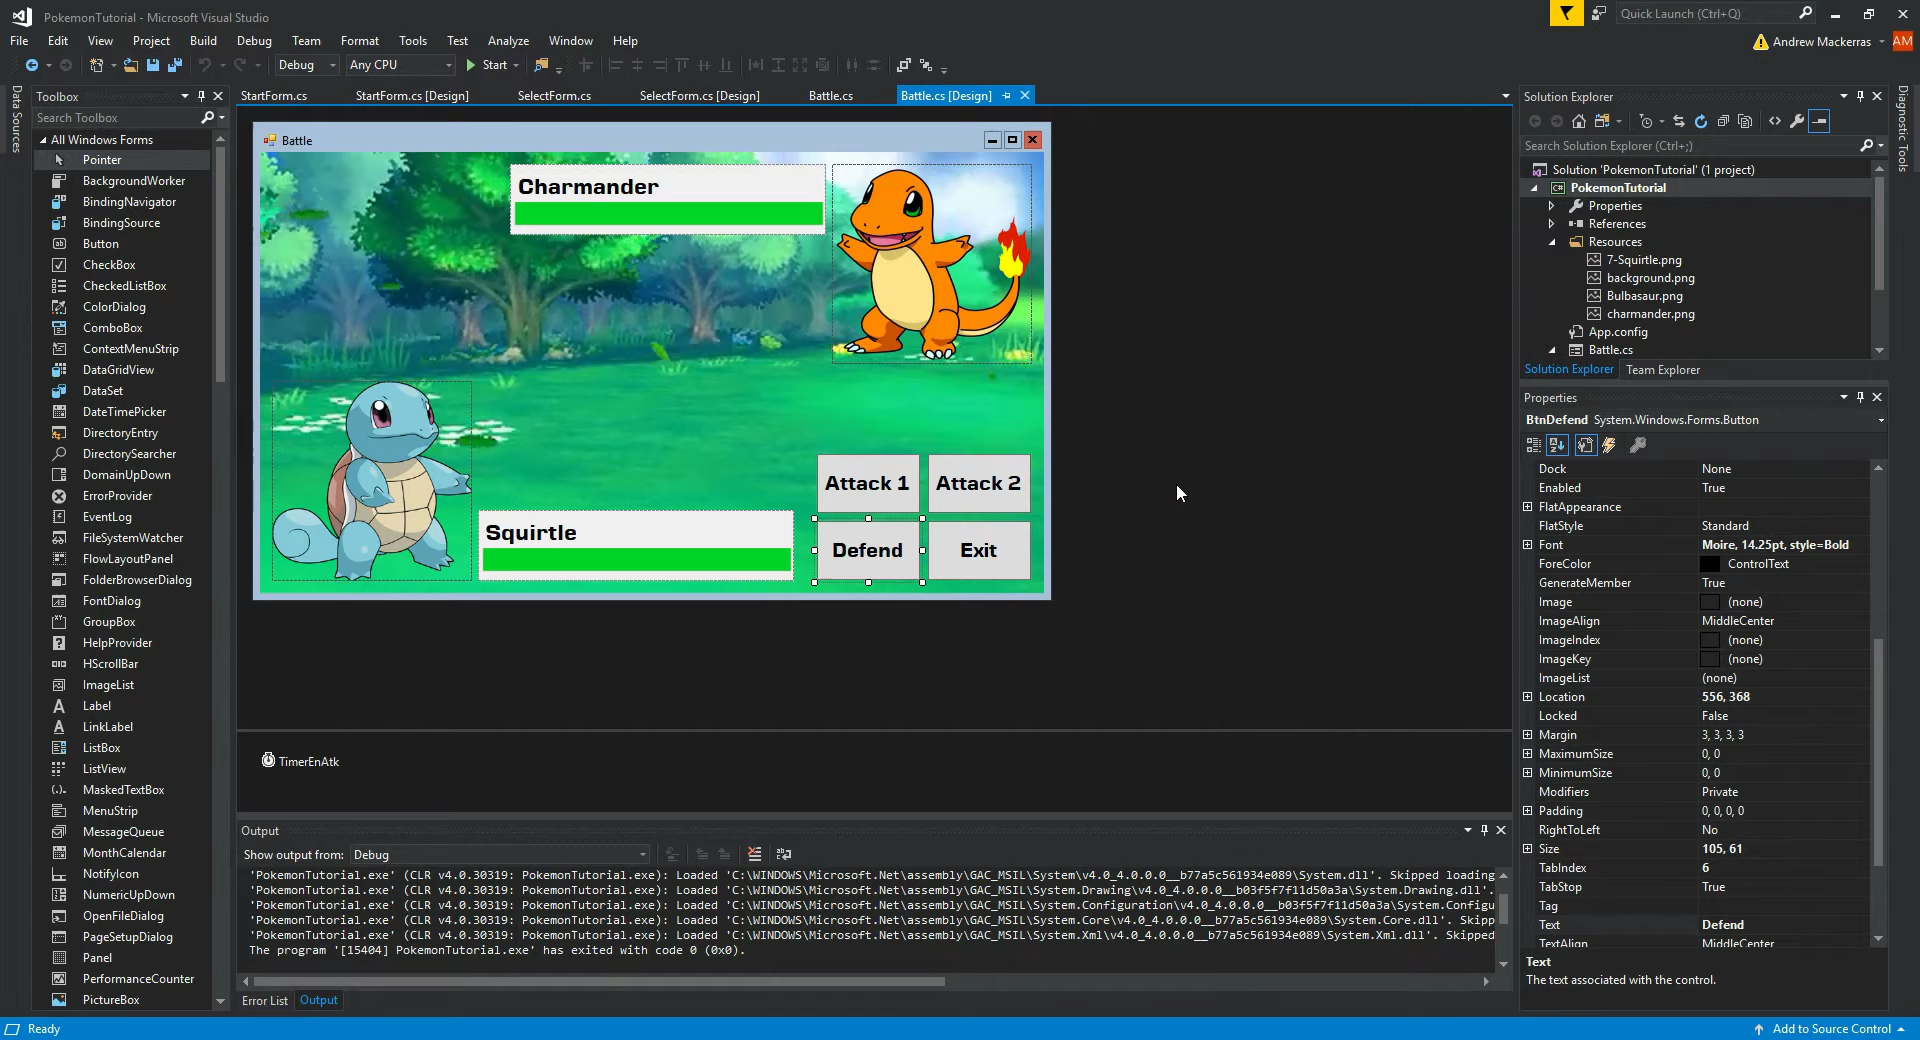 PokemonTutorial - Microsoft Visual Studio
Quick Launch (Ctrl+Q)
File Edit View Project Build Debug Team Format Tools Test Analyze Window Help
Andrew Mackerras AM
Debug Any CPU Start
Data Sources
Toolbox
Search Toolbox
All Windows Forms
Pointer
BackgroundWorker
BindingNavigator
BindingSource
Button
CheckBox
CheckedListBox
ColorDialog
ComboBox
ContextMenuStrip
DataGridView
DataSet
DateTimePicker
DirectoryEntry
DirectorySearcher
DomainUpDown
ErrorProvider
EventLog
FileSystemWatcher
FlowLayoutPanel
FolderBrowserDialog
FontDialog
GroupBox
HelpProvider
HScrollBar
ImageList
Label
LinkLabel
ListBox
ListView
MaskedTextBox
MenuStrip
MessageQueue
MonthCalendar
NotifyIcon
NumericUpDown
OpenFileDialog
PageSetupDialog
Panel
PerformanceCounter
PictureBox
StartForm.cs StartForm.cs [Design] SelectForm.cs SelectForm.cs [Design] Battle.cs Battle.cs [Design]
Battle
Charmander
Squirtle
Attack 1 Attack 2
Defend Exit
TimerEnAtk
Output
Show output from: Debug
'PokemonTutorial.exe' (CLR v4.0.30319: PokemonTutorial.exe): Loaded 'C:\WINDOWS\Microsoft.Net\assembly\GAC_MSIL\System\v4.0_4.0.0.0__b77a5c561934e089\System.dll'. Skipped loading
'PokemonTutorial.exe' (CLR v4.0.30319: PokemonTutorial.exe): Loaded 'C:\WINDOWS\Microsoft.Net\assembly\GAC_MSIL\System.Drawing\v4.0_4.0.0.0__b03f5f7f11d50a3a\System.Drawing.dll'.
'PokemonTutorial.exe' (CLR v4.0.30319: PokemonTutorial.exe): Loaded 'C:\WINDOWS\Microsoft.Net\assembly\GAC_MSIL\System.Configuration\v4.0_4.0.0.0__b03f5f7f11d50a3a\System.Configu
'PokemonTutorial.exe' (CLR v4.0.30319: PokemonTutorial.exe): Loaded 'C:\WINDOWS\Microsoft.Net\assembly\GAC_MSIL\System.Core\v4.0_4.0.0.0__b77a5c561934e089\System.Core.dll'. Skipp
'PokemonTutorial.exe' (CLR v4.0.30319: PokemonTutorial.exe): Loaded 'C:\WINDOWS\Microsoft.Net\assembly\GAC_MSIL\System.Xml\v4.0_4.0.0.0__b77a5c561934e089\System.Xml.dll'. Skipped
The program '[15404] PokemonTutorial.exe' has exited with code 0 (0x0).
Error List Output
Solution Explorer
Search Solution Explorer (Ctrl+;)
Solution 'PokemonTutorial' (1 project)
PokemonTutorial
Properties
References
Resources
7-Squirtle.png
background.png
Bulbasaur.png
charmander.png
App.config
Battle.cs
Solution Explorer Team Explorer
Properties
BtnDefend System.Windows.Forms.Button
Dock None
Enabled True
FlatAppearance
FlatStyle Standard
Font Moire, 14.25pt, style=Bold
ForeColor ControlText
GenerateMember True
Image (none)
ImageAlign MiddleCenter
ImageIndex (none)
ImageKey (none)
ImageList (none)
Location 556, 368
Locked False
Margin 3, 3, 3, 3
MaximumSize 0, 0
MinimumSize 0, 0
Modifiers Private
Padding 0, 0, 0, 0
RightToLeft No
Size 105, 61
TabIndex 6
TabStop True
Tag
Text Defend
TextAlign MiddleCenter
Text
The text associated with the control.
Diagnostic Tools
Ready
Add to Source Control